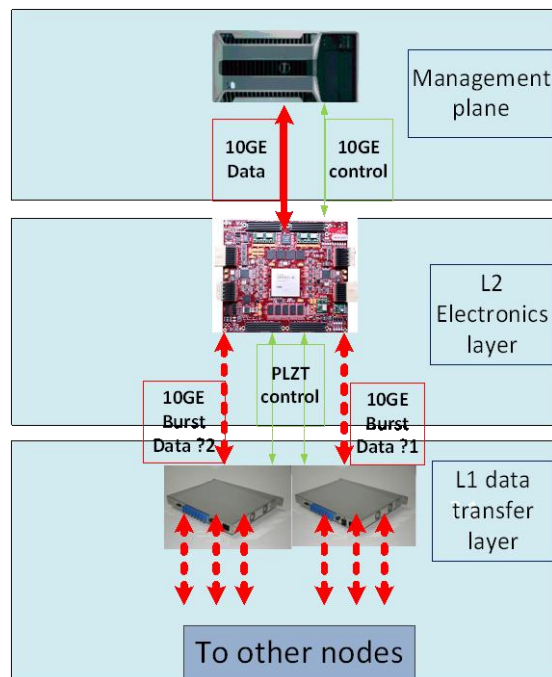 Management
plane
10GE
Data
10GE
control
L2
Electronics
layer
PLZT
control
10GE
Burst
Data ?2
10GE
Burst
Data ?1
L1 data
transfer
layer
To other nodes